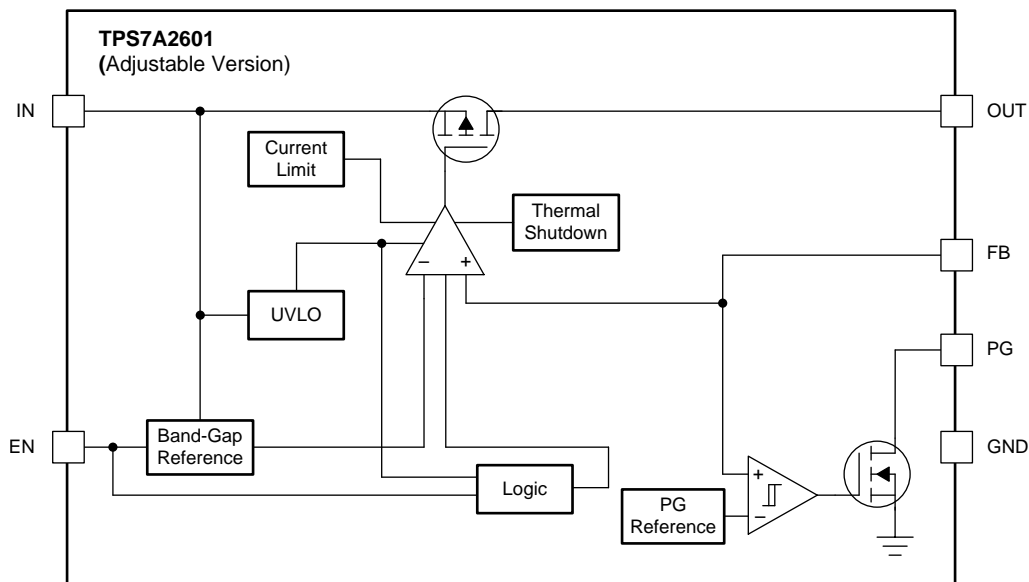 TPS7A2601
(Adjustable Version)
IN
OUT
Current
Limit
Thermal
Shutdown
–
+
FB
UVLO
PG
EN
Band-Gap
Reference
GND
Logic
+
–
PG
Reference